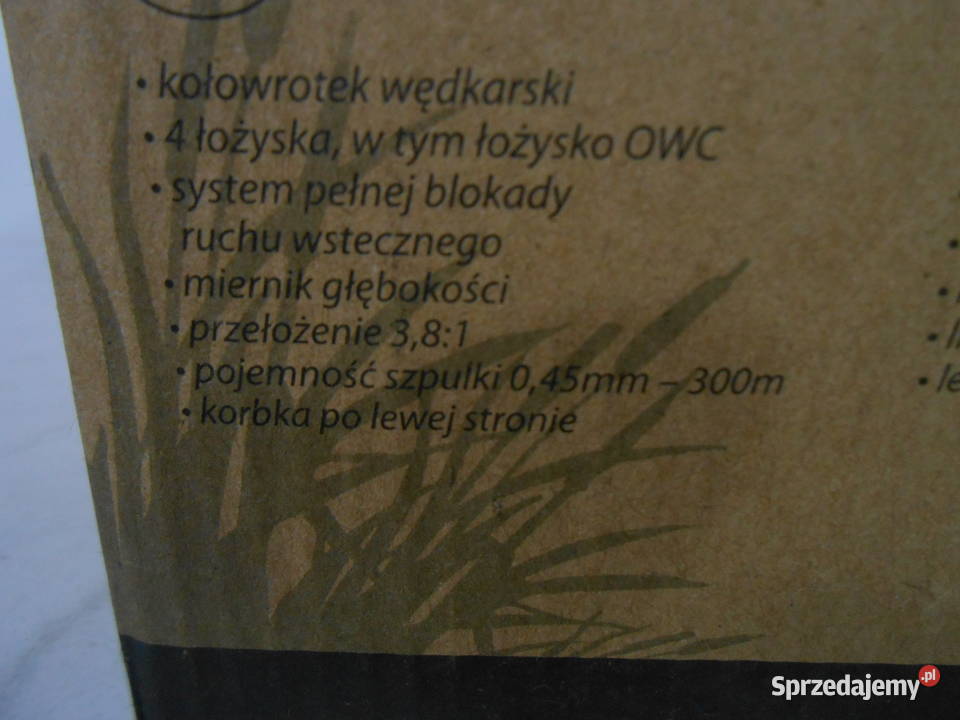 • kołowrotek wędkarski
• 4 łożyska, w tym łożysko OWC
• system pełnej blokady
ruchu wstecznego
• miernik głębokości
• przełożenie 3,8:1
• pojemność szpulki 0,45mm – 300m
• korbka po lewej stronie
Sprzedajemy.pl